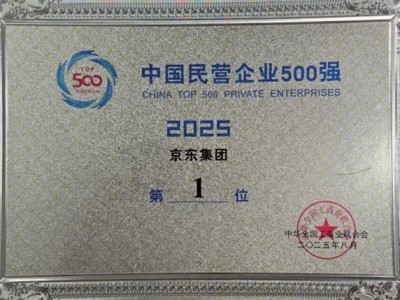 TOP
500
中国民营企业500强
CHINA TOP 500 PRIVATE ENTERPRISES
2025
京东集团
第 1 位
中华全国工商业联合会
二〇二五年八月